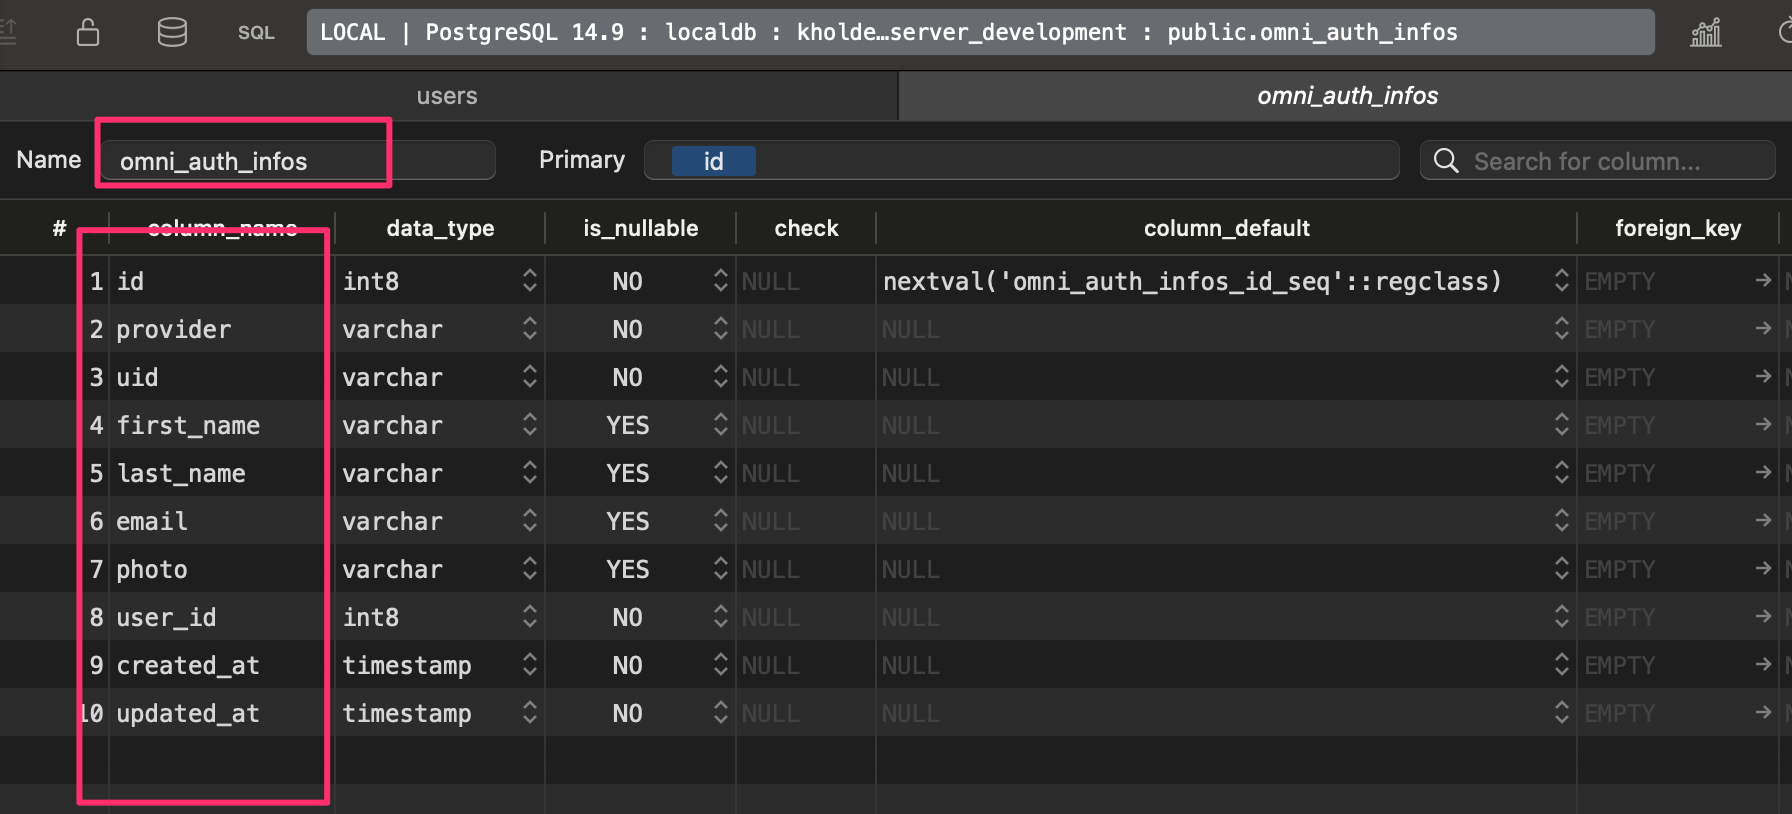 SQL LOCAL | PostgreSQL 14.9 : localdb : kholde…server_development : public.omni_auth_infos
users omni_auth_infos
Name omni_auth_infos Primary id Search for column...
# column_name data_type is_nullable check column_default foreign_key
1 id int8 NO NULL nextval('omni_auth_infos_id_seq'::regclass) EMPTY
2 provider varchar NO NULL NULL EMPTY
3 uid varchar NO NULL NULL EMPTY
4 first_name varchar YES NULL NULL EMPTY
5 last_name varchar YES NULL NULL EMPTY
6 email varchar YES NULL NULL EMPTY
7 photo varchar YES NULL NULL EMPTY
8 user_id int8 NO NULL NULL EMPTY
9 created_at timestamp NO NULL NULL EMPTY
10 updated_at timestamp NO NULL NULL EMPTY